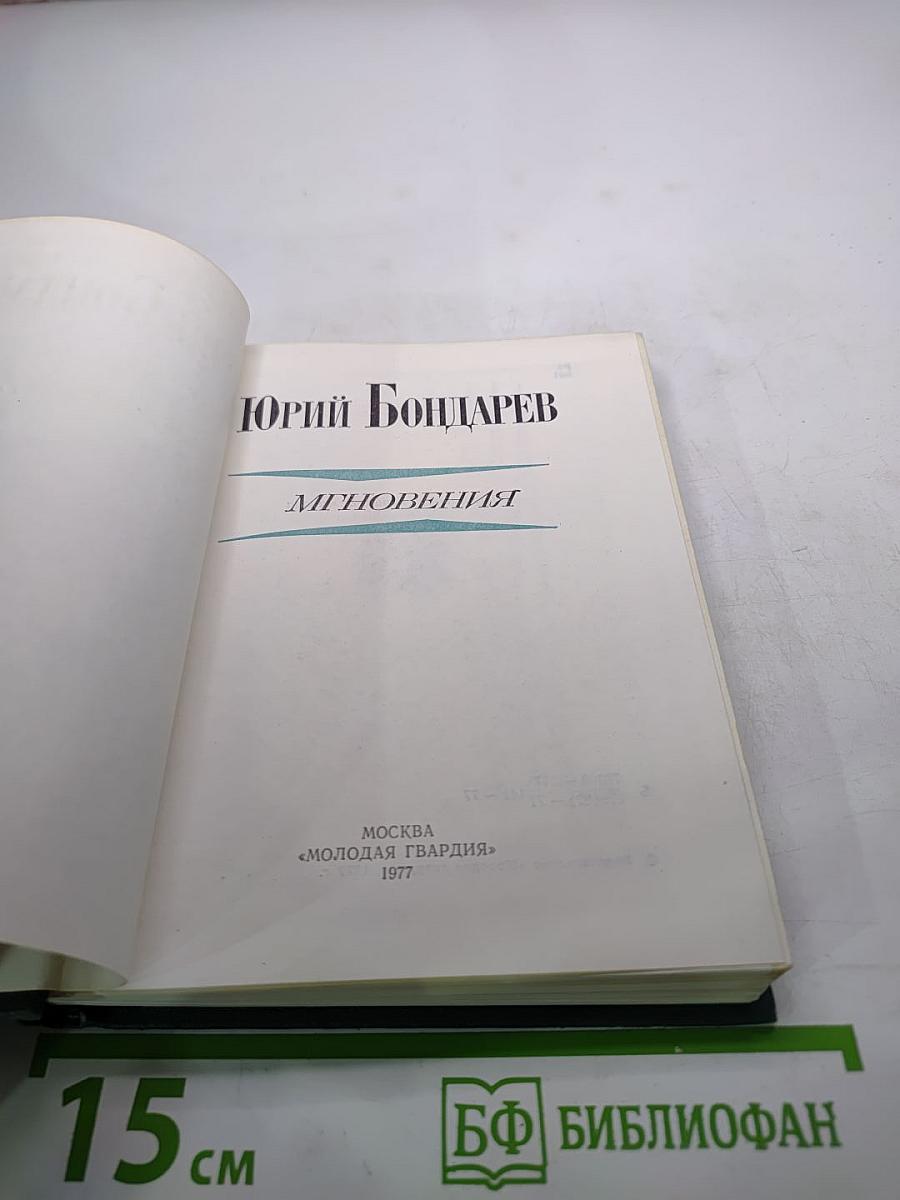 ЮРИЙ БОНДАРЕВ
МГНОВЕНИЯ
МОСКВА
«МОЛОДАЯ ГВАРДИЯ»
1977
15 см
БФ БИБЛИОФАН